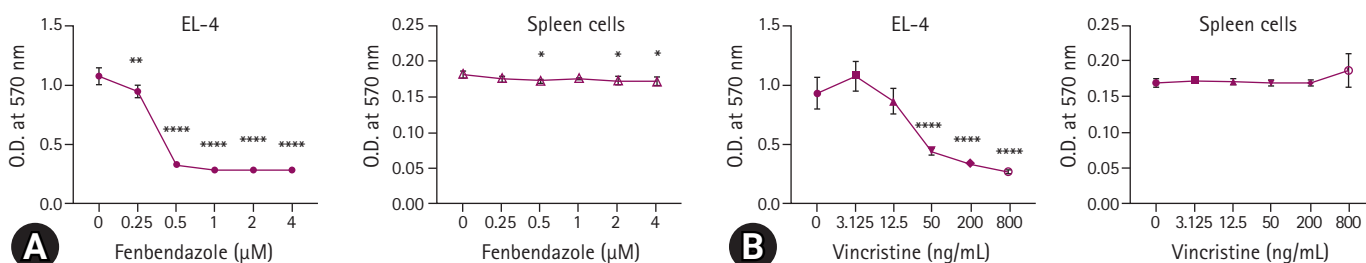 EL-4
O.D. at 570 nm
1.5
1.0
0.5
0.0
**
****
****
****
****
0 0.25 0.5 1 2 4
Fenbendazole (μM)
A
Spleen cells
O.D. at 570 nm
0.25
0.20
0.15
0.10
0.05
0.00
*
*
*
0 0.25 0.5 1 2 4
Fenbendazole (μM)
EL-4
O.D. at 570 nm
1.5
1.0
0.5
0.0
****
****
****
0 3.125 12.5 50 200 800
Vincristine (ng/mL)
B
Spleen cells
O.D. at 570 nm
0.25
0.20
0.15
0.10
0.05
0.00
0 3.125 12.5 50 200 800
Vincristine (ng/mL)